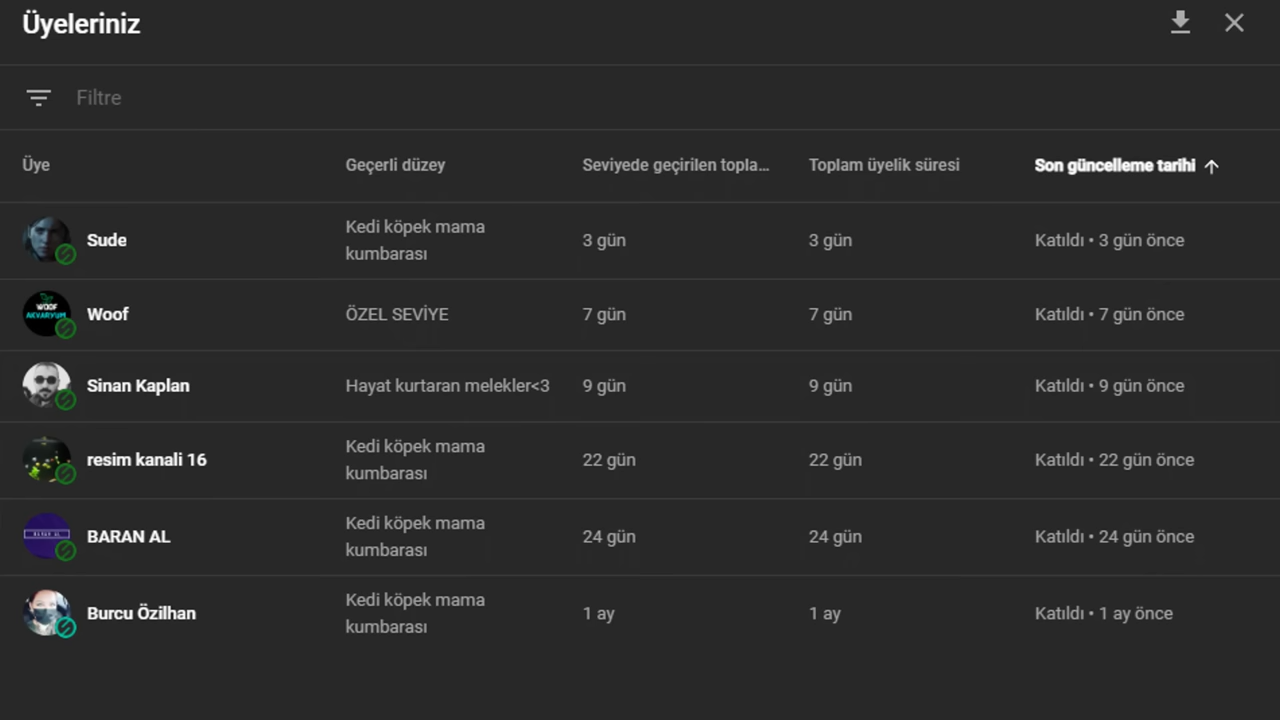 Üyeleriniz
Filtre
Üye Geçerli düzey Seviyede geçirilen topla... Toplam üyelik süresi Son güncelleme tarihi
Sude Kedi köpek mama kumbarası 3 gün 3 gün Katıldı • 3 gün önce
WOOF
AKVARYUM
Woof ÖZEL SEVİYE 7 gün 7 gün Katıldı • 7 gün önce
Sinan Kaplan Hayat kurtaran melekler<3 9 gün 9 gün Katıldı • 9 gün önce
resim kanali 16 Kedi köpek mama kumbarası 22 gün 22 gün Katıldı • 22 gün önce
BARAN AL
BARAN AL Kedi köpek mama kumbarası 24 gün 24 gün Katıldı • 24 gün önce
Burcu Özilhan Kedi köpek mama kumbarası 1 ay 1 ay Katıldı • 1 ay önce